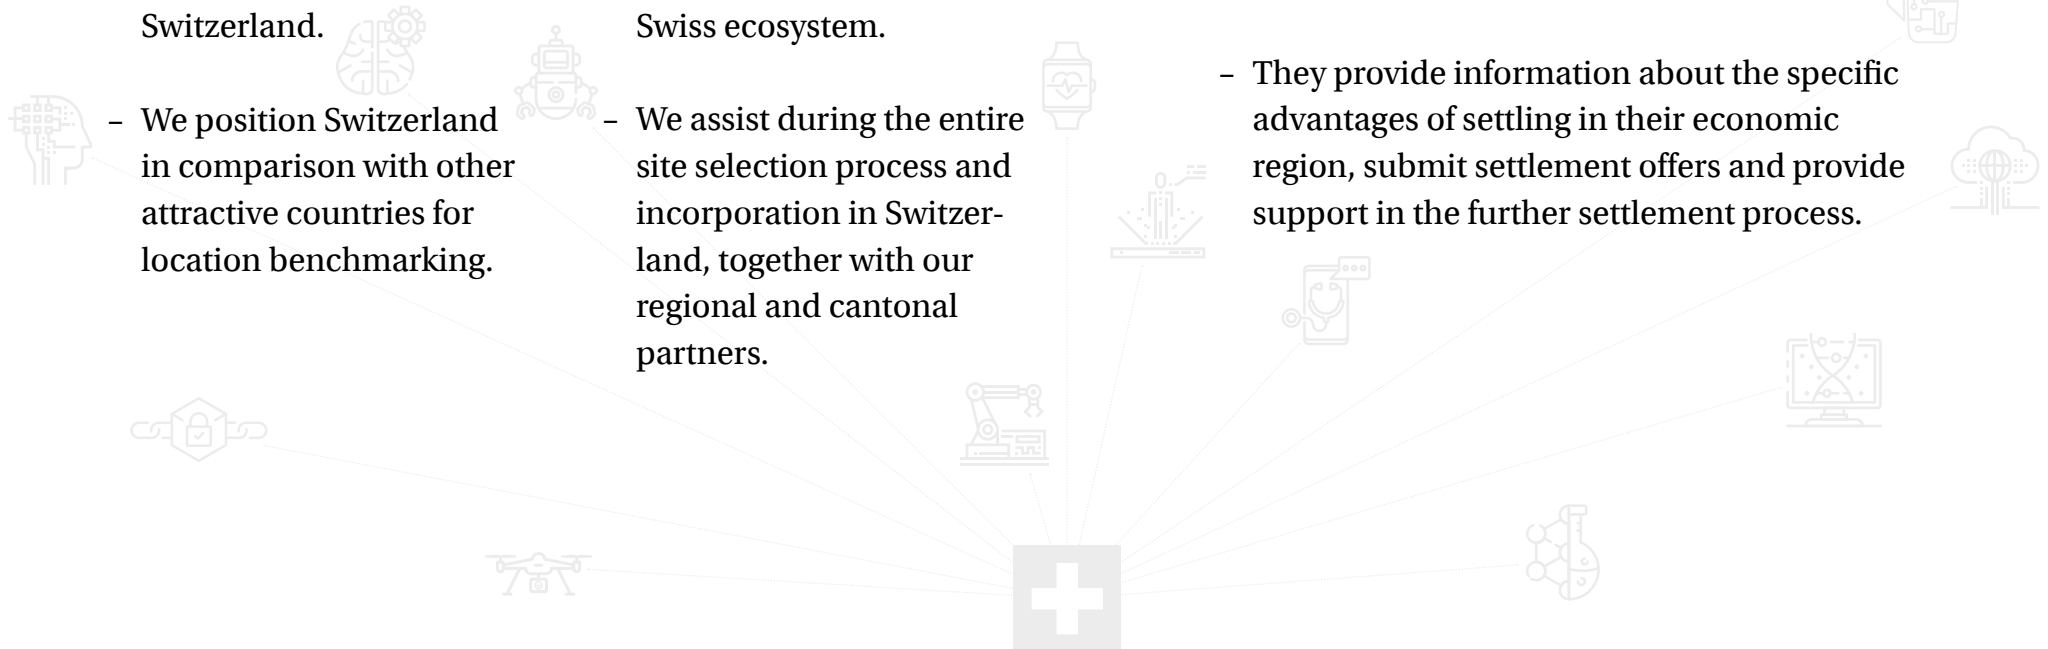 Switzerland.
– We position Switzerland
in comparison with other
attractive countries for
location benchmarking.
Swiss ecosystem.
– We assist during the entire
site selection process and
incorporation in Switzer-
land, together with our
regional and cantonal
partners.
– They provide information about the specific
advantages of settling in their economic
region, submit settlement offers and provide
support in the further settlement process.